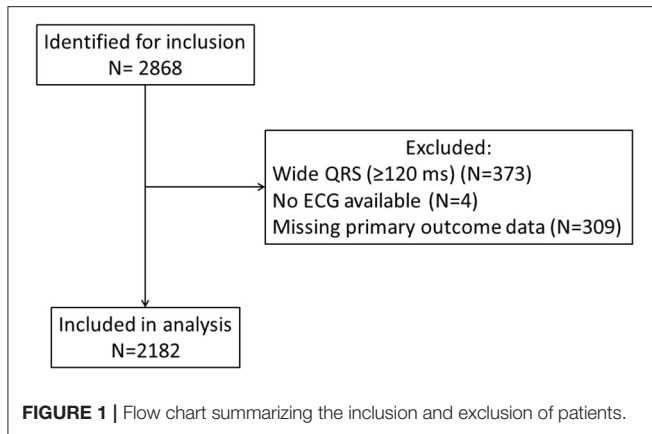 Identified for inclusion
N= 2868
Excluded:
Wide QRS (≥120 ms) (N=373)
No ECG available (N=4)
Missing primary outcome data (N=309)
Included in analysis
N=2182
FIGURE 1 | Flow chart summarizing the inclusion and exclusion of patients.